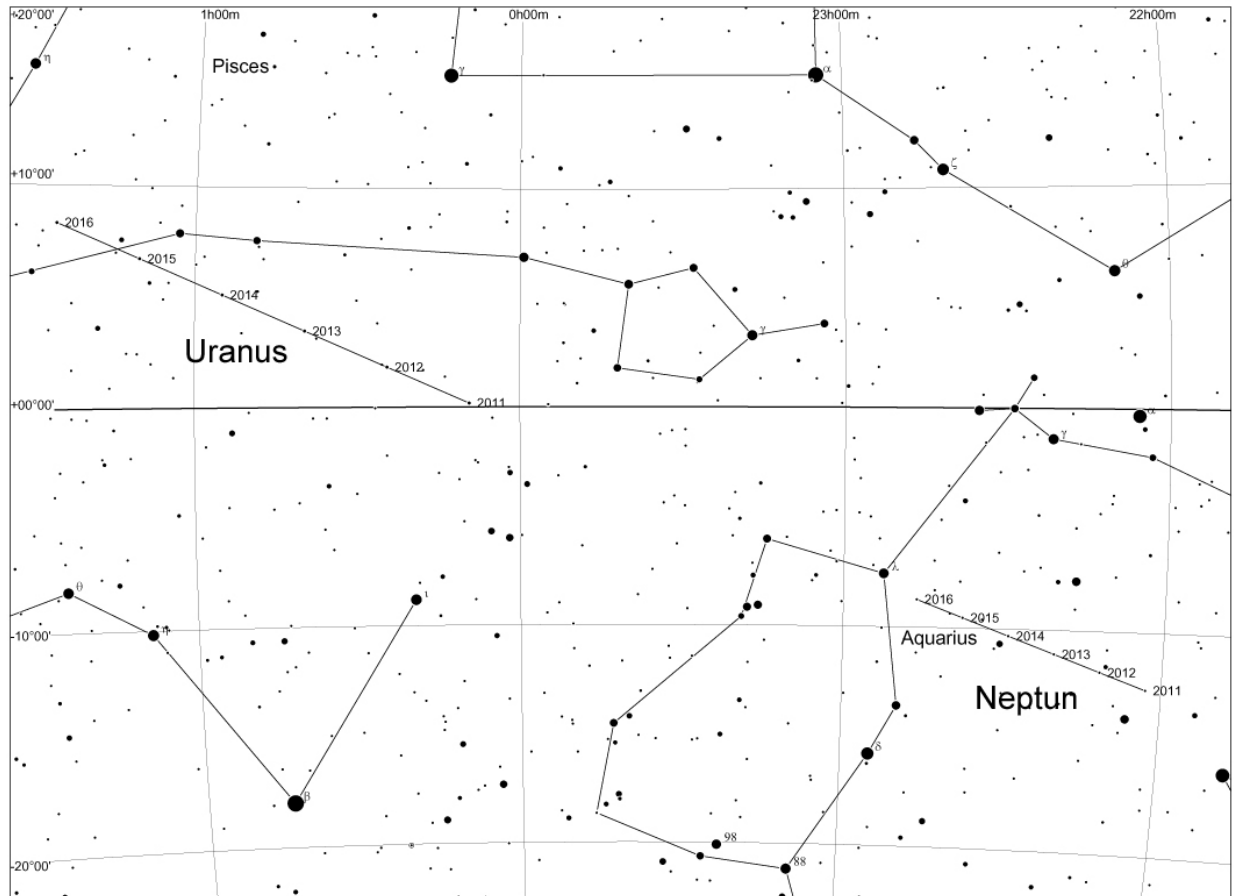 +20°00'
1h00m
0h00m
23h00m
22h00m
η
Pisces
γ
α
ζ
+10°00'
2016
2015
θ
2014
2013
γ
Uranus
2012
2011
+00°00'
α
γ
λ
θ
ι
2016
2015
η
-10°00'
Aquarius
2014
2013
2012
2011
Neptun
δ
β
98
88
-20°00'